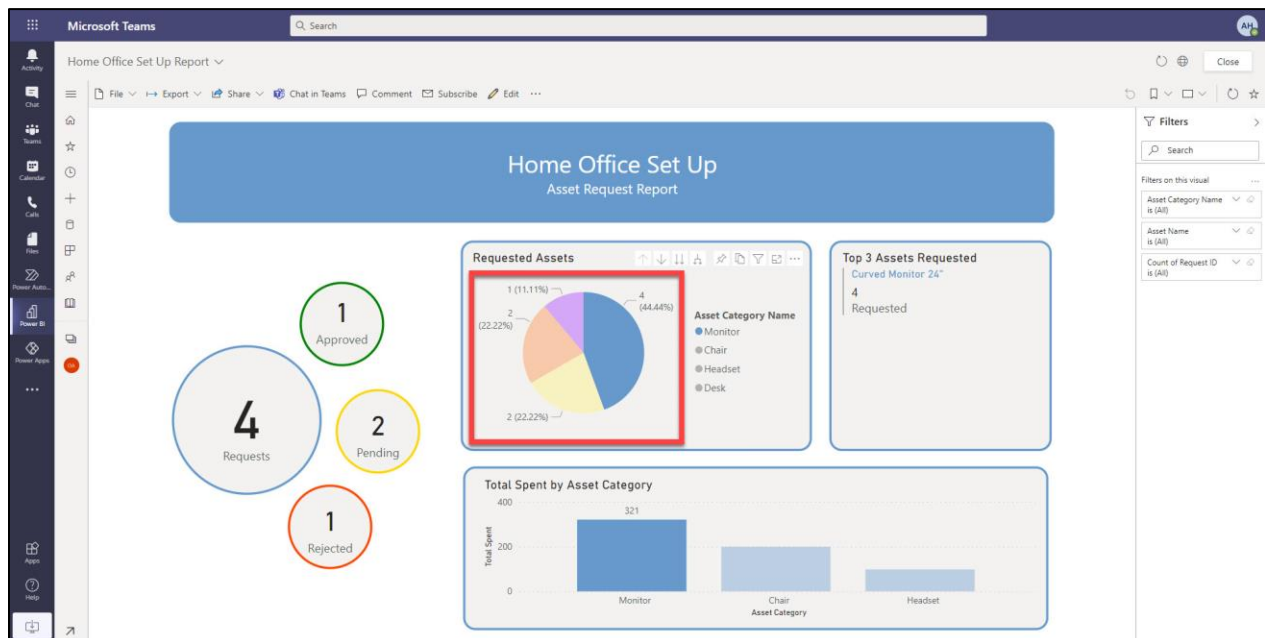 Microsoft Teams
Search
AH
Activity
Chat
Teams
Calendar
Calls
Files
Power Auto...
Power BI
Power Apps
Apps
Help
Home Office Set Up Report
Close
File
Export
Share
Chat in Teams
Comment
Subscribe
Edit
Home Office Set Up
Asset Request Report
4
Requests
1
Approved
2
Pending
1
Rejected
Requested Assets
1 (11.11%)
4
(44.44%)
2
(22.22%)
2 (22.22%)
Asset Category Name
Monitor
Chair
Headset
Desk
Top 3 Assets Requested
Curved Monitor 24"
4
Requested
Total Spent by Asset Category
400
200
0
Total Spent
321
Monitor
Chair
Headset
Asset Category
Filters
Search
Filters on this visual
Asset Category Name
is (All)
Asset Name
is (All)
Count of Request ID
is (All)